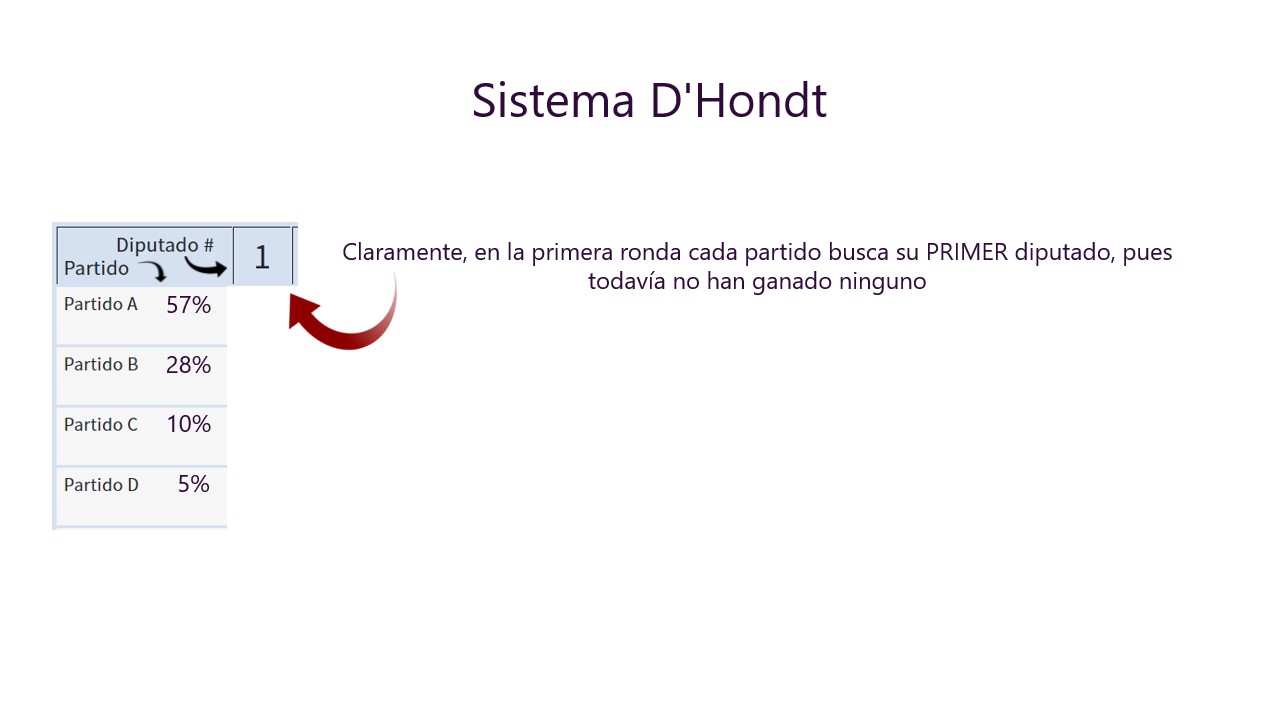 Sistema D'Hondt
Diputado #
Partido
1
Claramente, en la primera ronda cada partido busca su PRIMER diputado, pues
todavía no han ganado ninguno
Partido A 57%
Partido B 28%
Partido C 10%
Partido D 5%